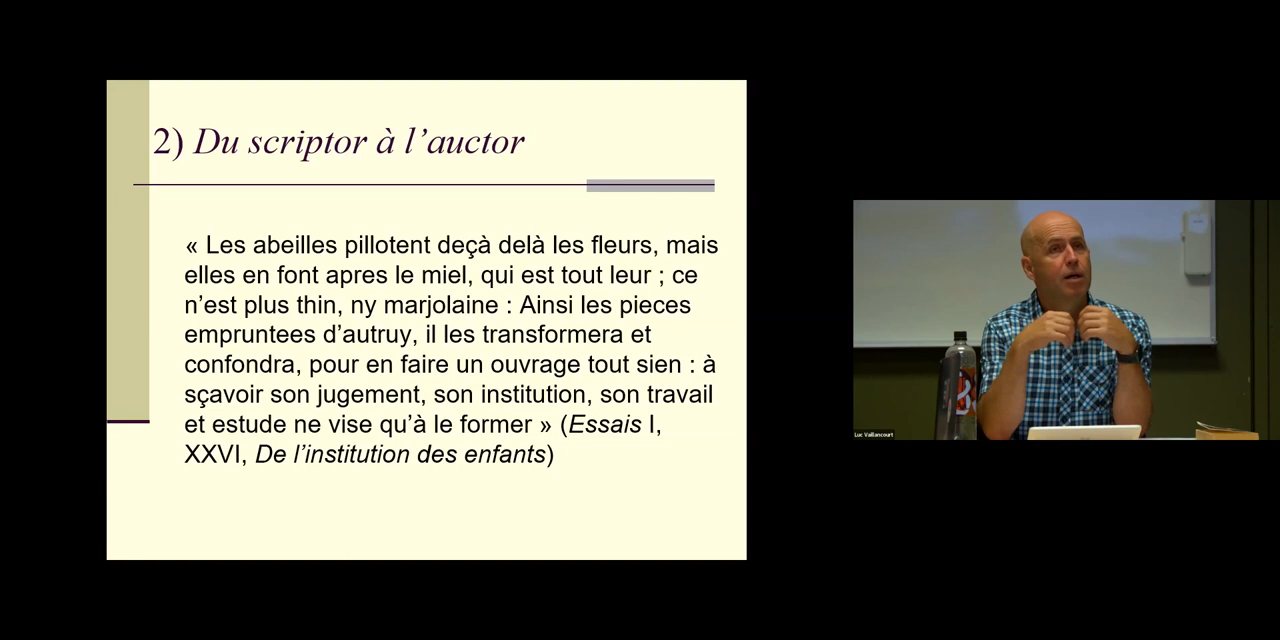 2) Du scriptor à l’auctor
« Les abeilles pillotent deçà delà les fleurs, mais
elles en font apres le miel, qui est tout leur ; ce
n’est plus thin, ny marjolaine : Ainsi les pieces
empruntees d’autruy, il les transformera et
confondra, pour en faire un ouvrage tout sien : à
sçavoir son jugement, son institution, son travail
et estude ne vise qu’à le former » (Essais I,
XXVI, De l’institution des enfants)
Luc Vaillancourt